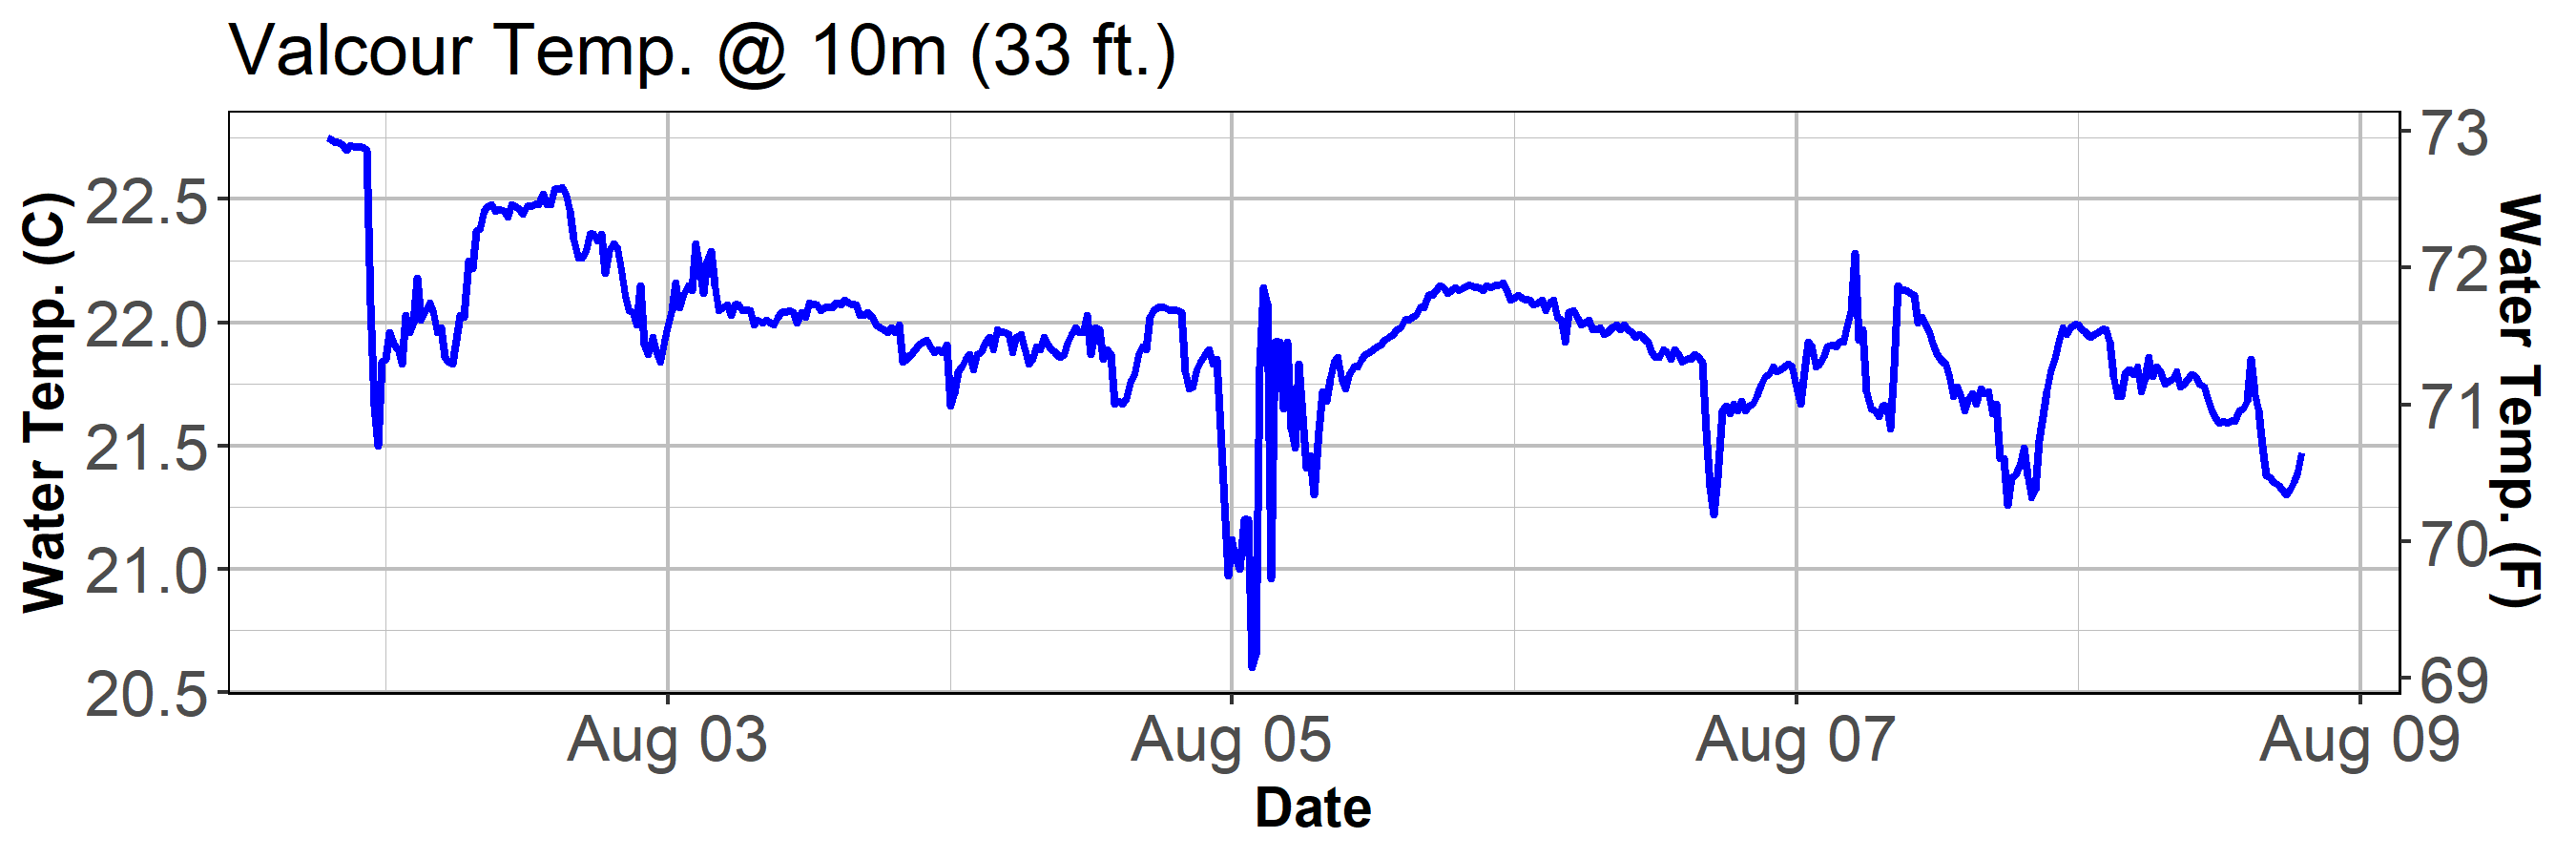 Valcour Temp. @ 10m (33 ft.)
Water Temp. (C)
22.5
22.0
21.5
21.0
20.5
73
72
71
70
69
Water Temp. (F)
Aug 03
Aug 05
Aug 07
Aug 09
Date